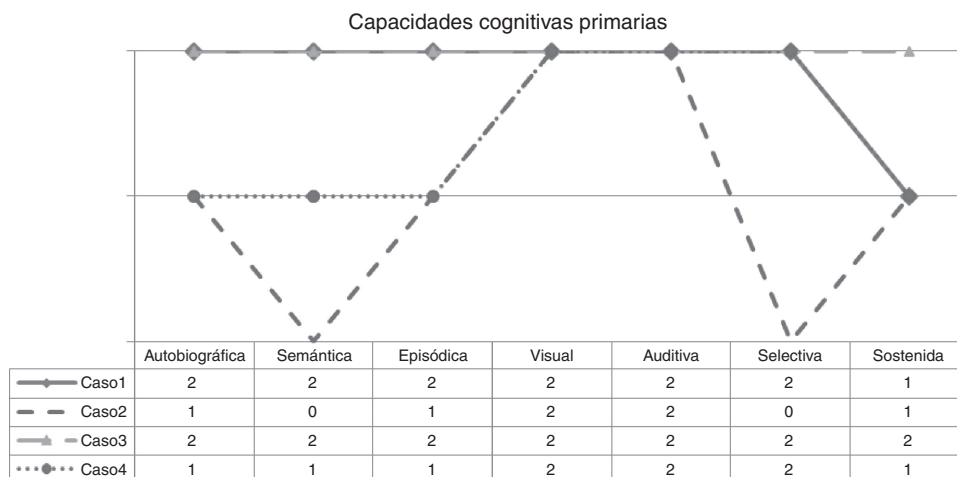 Capacidades cognitivas primarias
Autobiográfica Semántica Episódica Visual Auditiva Selectiva Sostenida
Caso1 2 2 2 2 2 2 1
Caso2 1 0 1 2 2 0 1
Caso3 2 2 2 2 2 2 2
Caso4 1 1 1 2 2 2 1